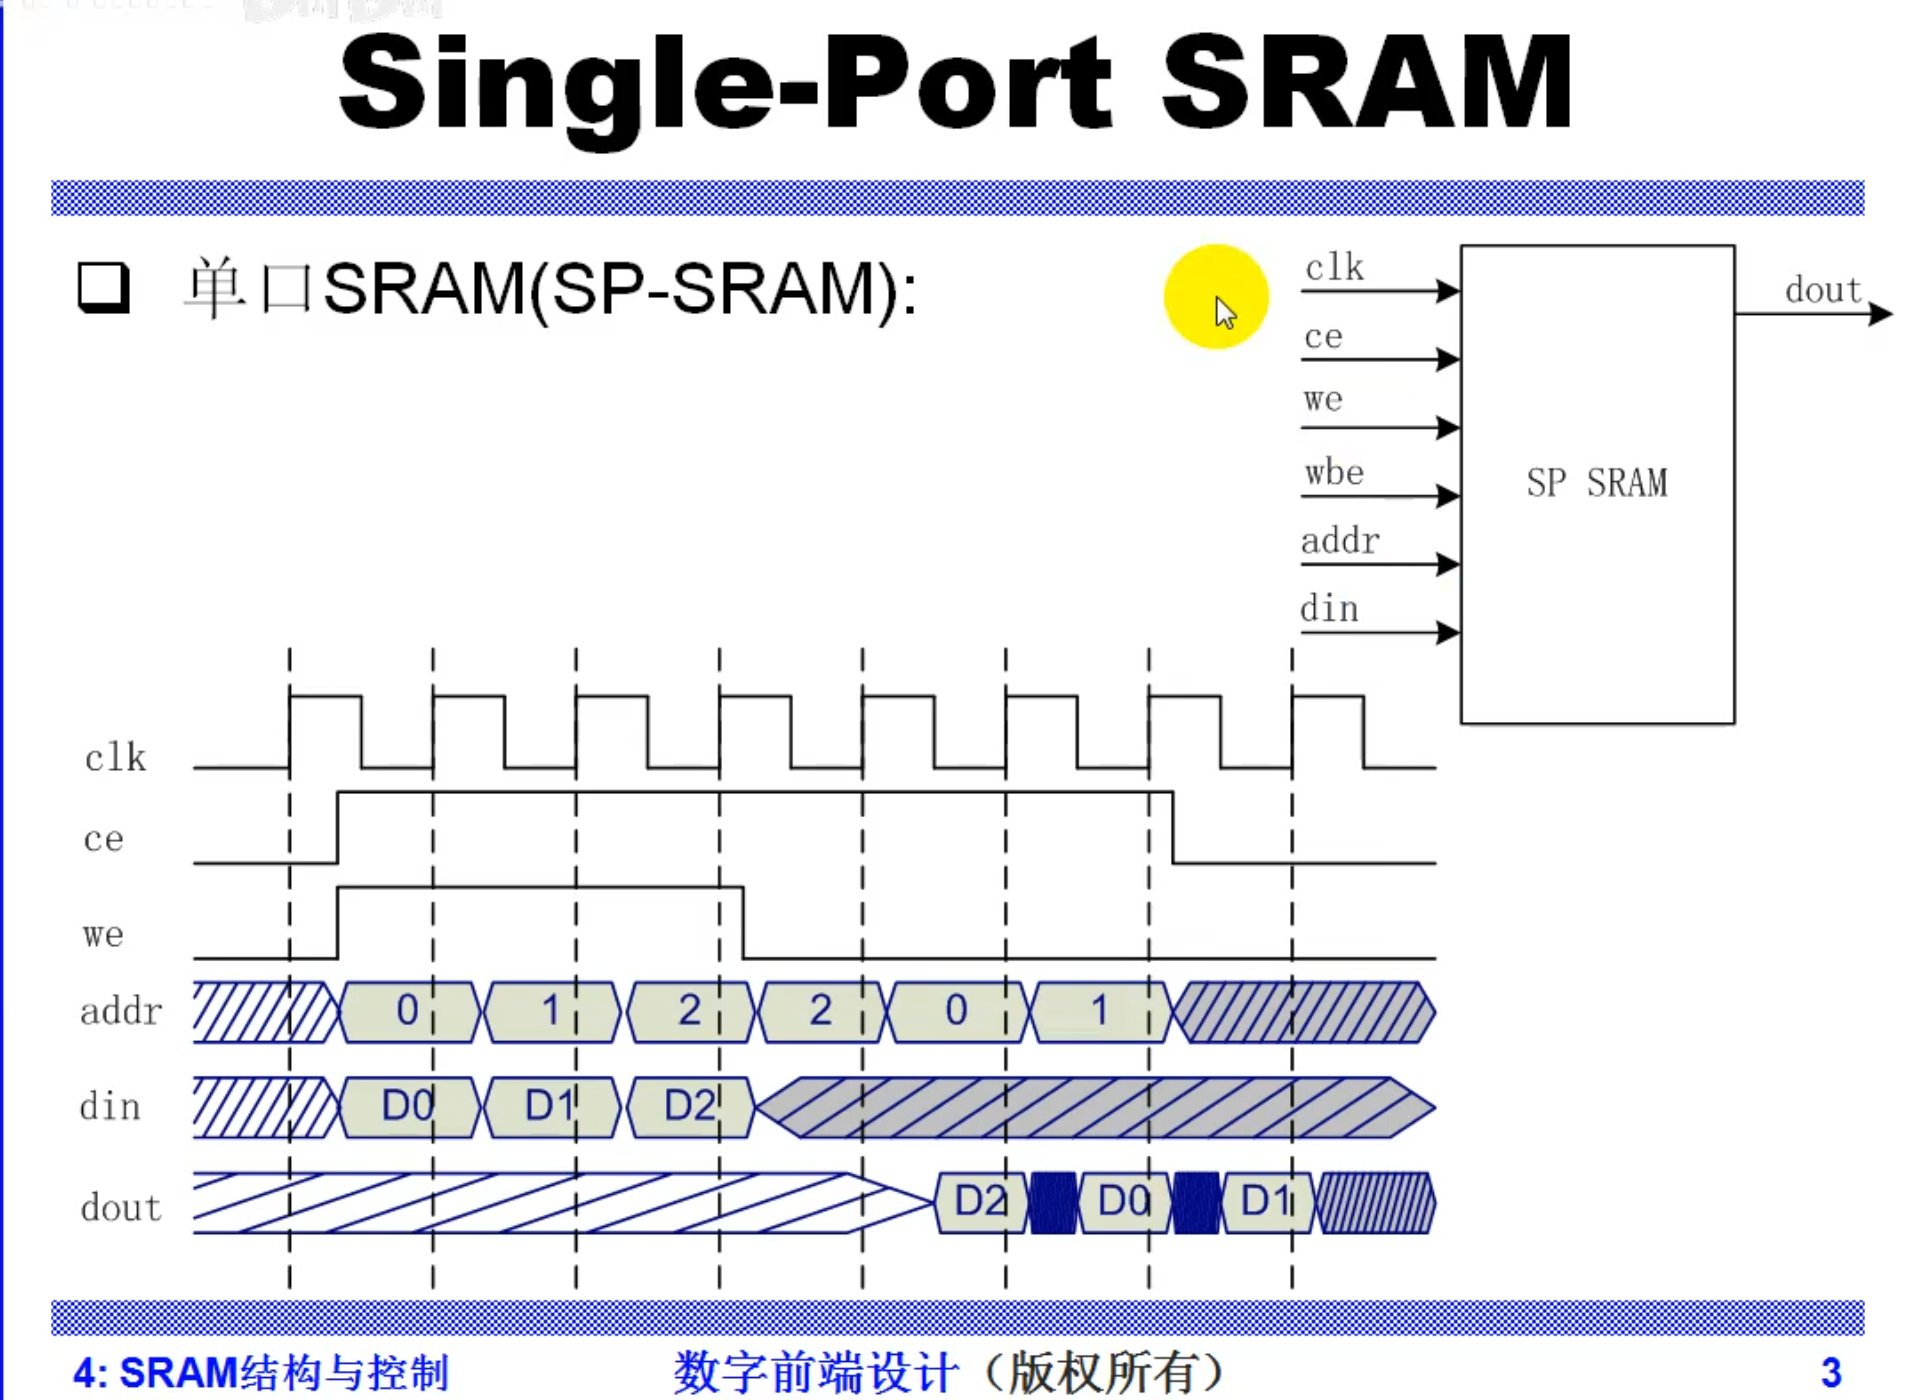 Single-Port SRAM
单口SRAM(SP-SRAM):
clk
ce
we
wbe
addr
din
SP SRAM
dout
clk
ce
we
addr 0 1 2 2 0 1
din D0 D1 D2
dout D2 D0 D1
4: SRAM结构与控制 数字前端设计（版权所有） 3